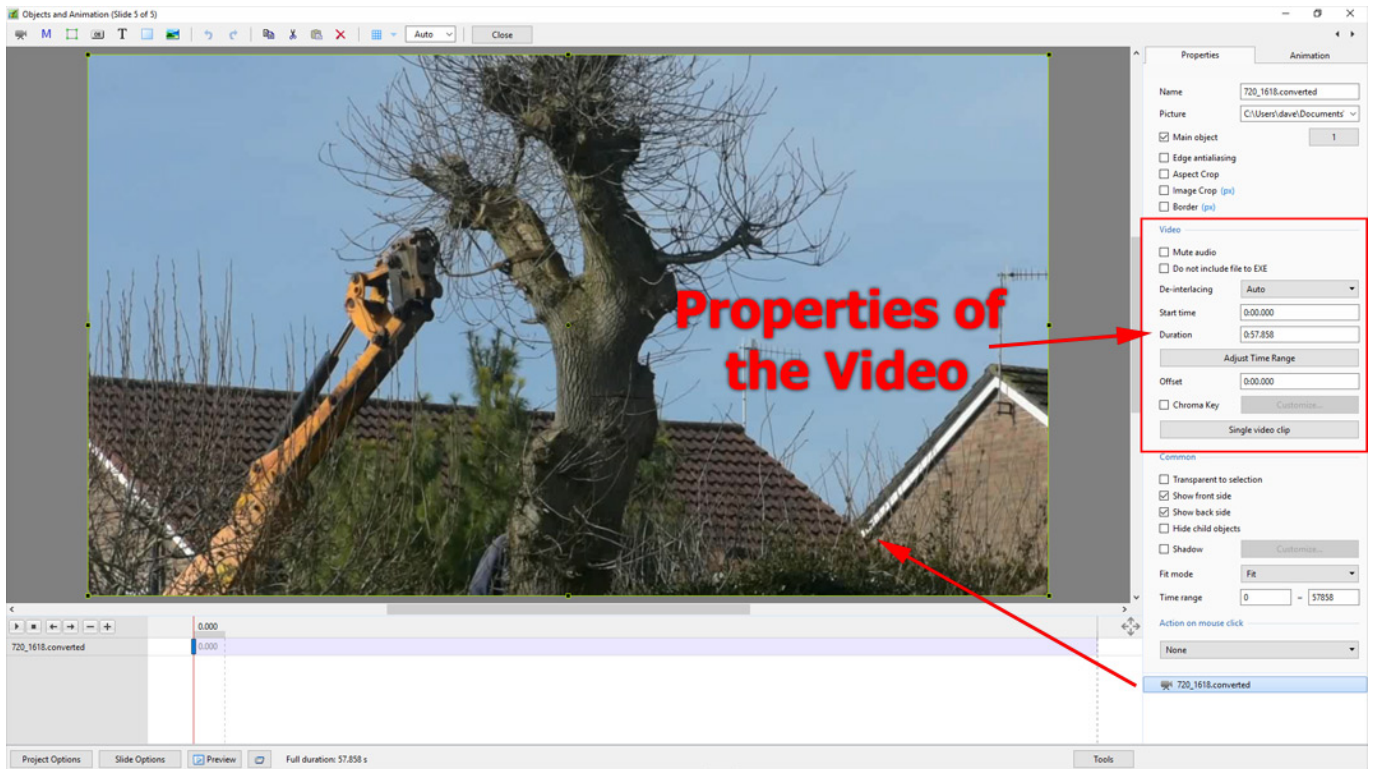 Objects and Animation (Slide 5 of 5)
M
OK
T
Auto
Close
Properties
Animation
Name
720_1618.converted
Picture
C:\Users\dave\Documents'
Main object
1
Edge antialiasing
Aspect Crop
Image Crop (px)
Border (px)
Video
Mute audio
Do not include file to EXE
De-interlacing
Auto
Start time
0:00.000
Duration
0:57.858
Adjust Time Range
Offset
0:00.000
Chroma Key
Customize...
Single video clip
Properties of
the Video
Common
Transparent to selection
Show front side
Show back side
Hide child objects
Shadow
Customize...
Fit mode
Fit
Time range
0
–
57858
Action on mouse click
None
720_1618.converted
0.000
720_1618.converted
0.000
Project Options
Slide Options
Preview
Full duration: 57.858 s
Tools